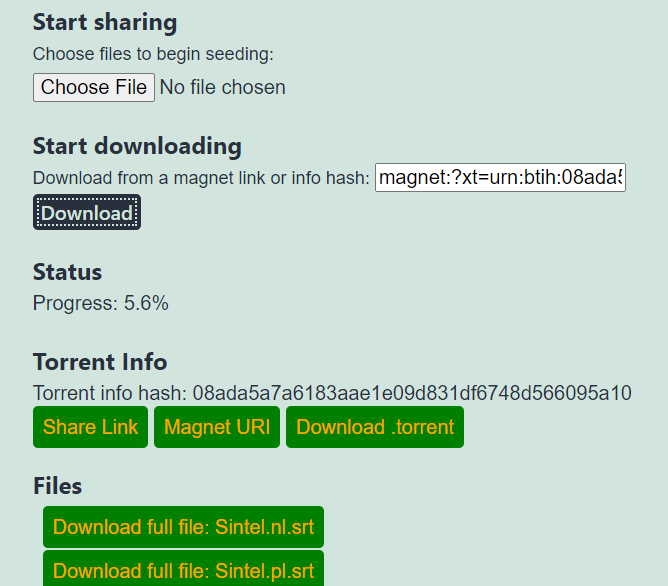 Start sharing
Choose files to begin seeding:
Choose File No file chosen
Start downloading
Download from a magnet link or info hash: magnet:?xt=urn:btih:08ada5
Download
Status
Progress: 5.6%
Torrent Info
Torrent info hash: 08ada5a7a6183aae1e09d831df6748d566095a10
Share Link Magnet URI Download .torrent
Files
Download full file: Sintel.nl.srt
Download full file: Sintel.pl.srt